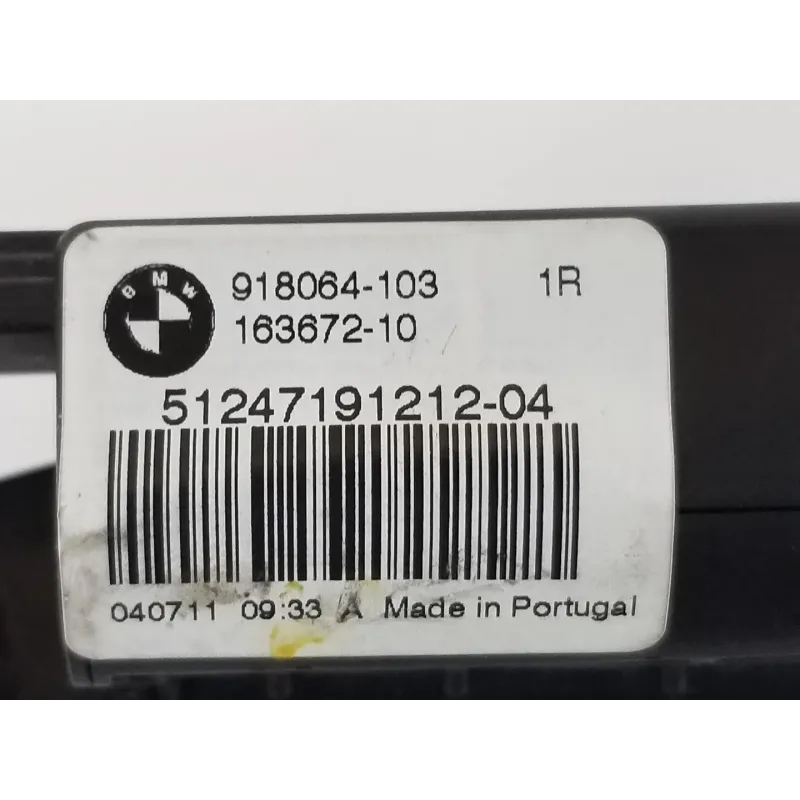 BMW
918064-103 1R
163672-10
51247191212-04
040711 09:33 A Made in Portugal